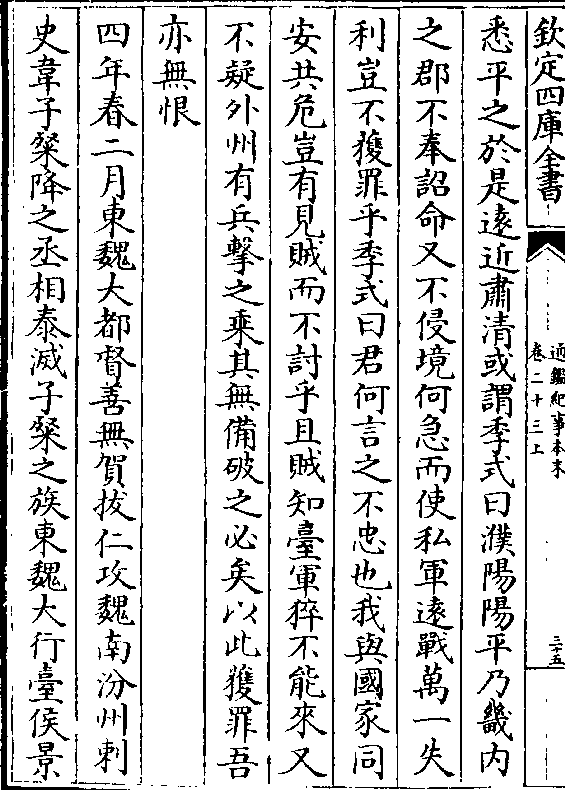 欽定四庫全書
通鑑紀事本末
卷二十三上
三十五
悉平之於是遠近肅清或謂季式曰濮陽陽平乃畿内
之郡不奉詔命又不侵境何急而使私軍遠戰萬一失
利豈不獲罪乎季式曰君何言之不忠也我與國家同
安共危豈有見賊而不討乎且賊知臺軍猝不能來又
不疑外州有兵擊之乘其無備破之必矣以此獲罪吾
亦無恨
四年春二月東魏大都督善無賀拔仁攻魏南汾州刺
史韋子粲降之丞相泰滅子粲之族東魏大行臺侯景